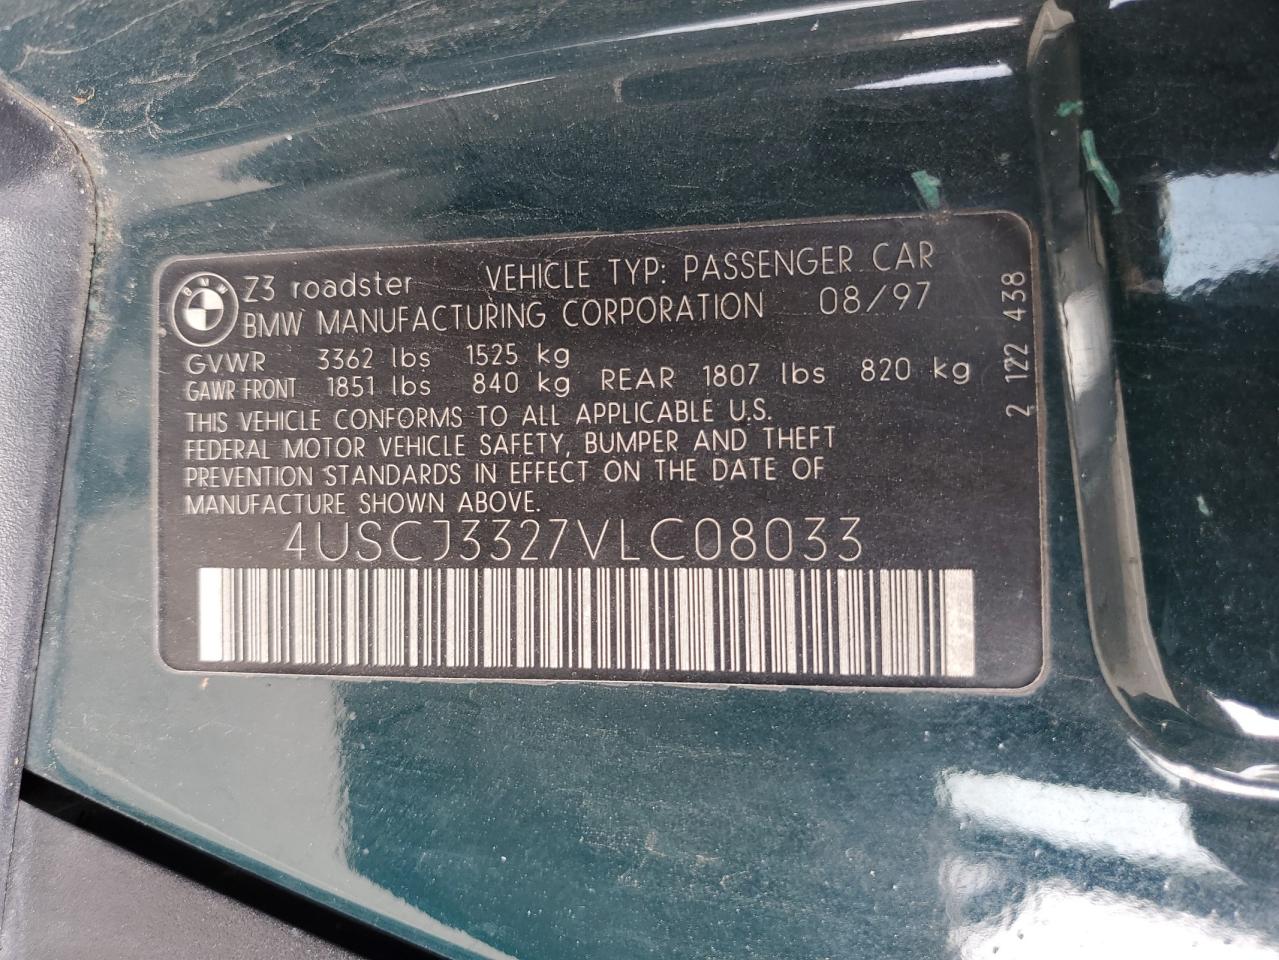 BMW
Z3 roadster VEHICLE TYP: PASSENGER CAR
BMW MANUFACTURING CORPORATION 08/97
GVWR 3362 lbs 1525 kg
GAWR FRONT 1851 lbs 840 kg REAR 1807 lbs 820 kg
THIS VEHICLE CONFORMS TO ALL APPLICABLE U.S.
FEDERAL MOTOR VEHICLE SAFETY, BUMPER AND THEFT
PREVENTION STANDARDS IN EFFECT ON THE DATE OF
MANUFACTURE SHOWN ABOVE.
4USCJ3327VLC08033
2 122 438